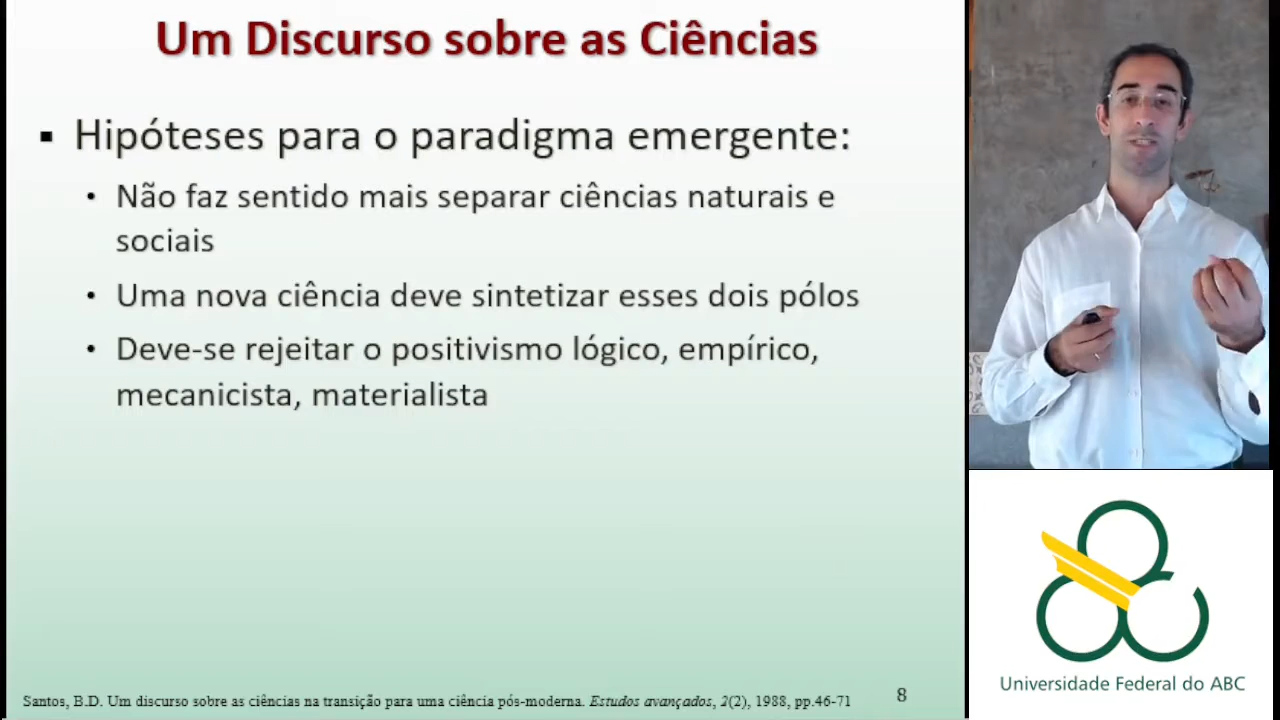 Um Discurso sobre as Ciências
▪ Hipóteses para o paradigma emergente:
• Não faz sentido mais separar ciências naturais e
sociais
• Uma nova ciência deve sintetizar esses dois pólos
• Deve-se rejeitar o positivismo lógico, empírico,
mecanicista, materialista
Santos, B.D. Um discurso sobre as ciências na transição para uma ciência pós-moderna. Estudos avançados, 2(2), 1988, pp.46-71
8
Universidade Federal do ABC